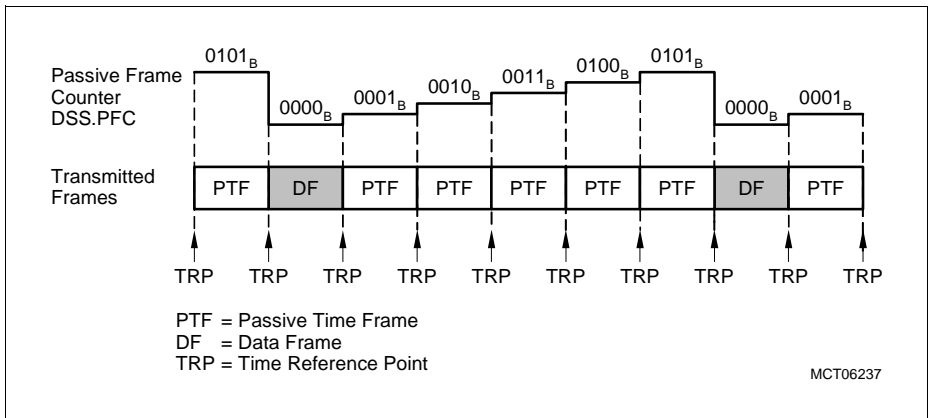 0101B 0000B 0001B 0010B 0011B 0100B 0101B 0000B 0001B
Passive Frame
Counter
DSS.PFC
Transmitted
Frames
PTF DF PTF PTF PTF PTF PTF DF PTF
TRP TRP TRP TRP TRP TRP TRP TRP TRP TRP
PTF = Passive Time Frame
DF = Data Frame
TRP = Time Reference Point
MCT06237